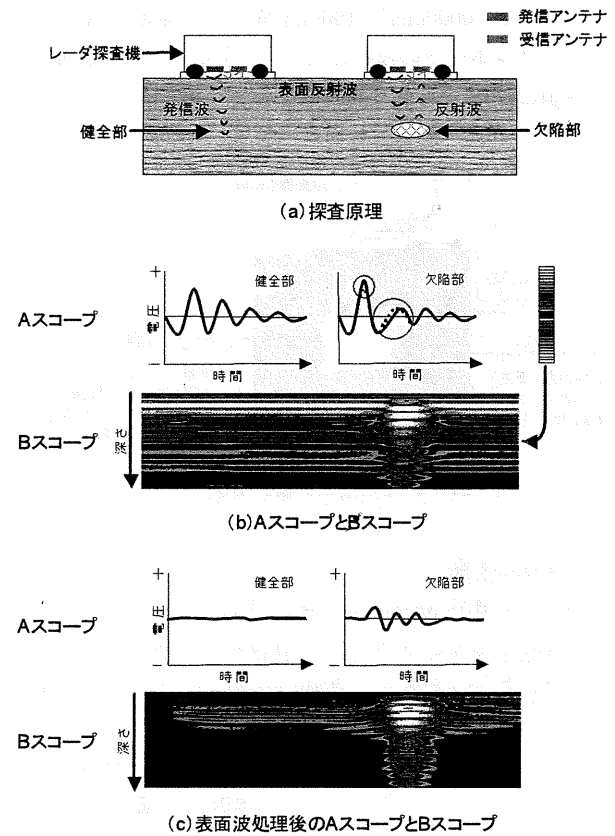 発信アンテナ
受信アンテナ
レーダ探査機
表面反射波
発信波
反射波
健全部
欠陥部
(a)探査原理
Aスコープ
+
電圧
−
健全部
時間
+
−
欠陥部
時間
Bスコープ
深さ
(b)AスコープとBスコープ
Aスコープ
+
電圧
−
健全部
時間
+
−
欠陥部
時間
Bスコープ
深さ
(c)表面波処理後のAスコープとBスコープ